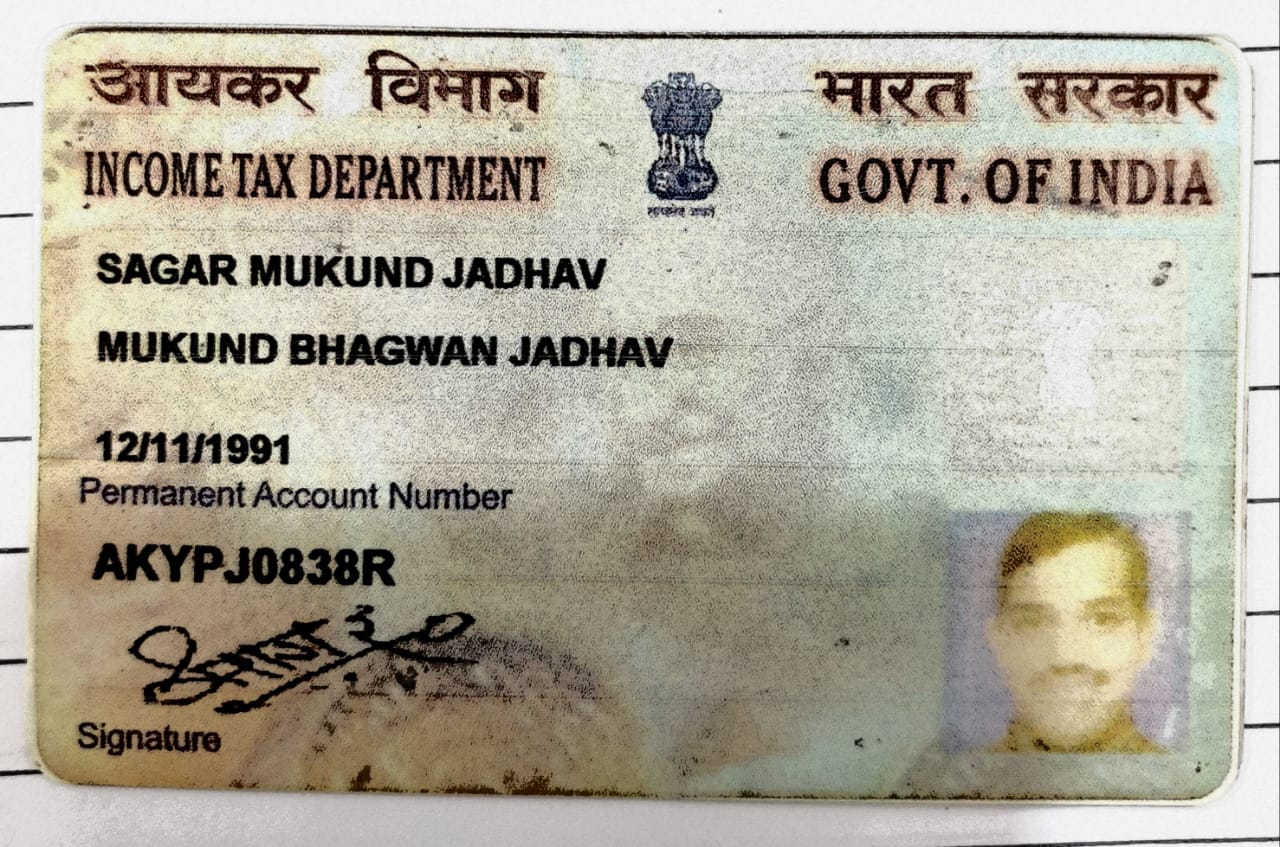 आयकर विभाग
INCOME TAX DEPARTMENT
भारत सरकार
GOVT. OF INDIA
SAGAR MUKUND JADHAV
MUKUND BHAGWAN JADHAV
12/11/1991
Permanent Account Number
AKYPJ0838R
Signature